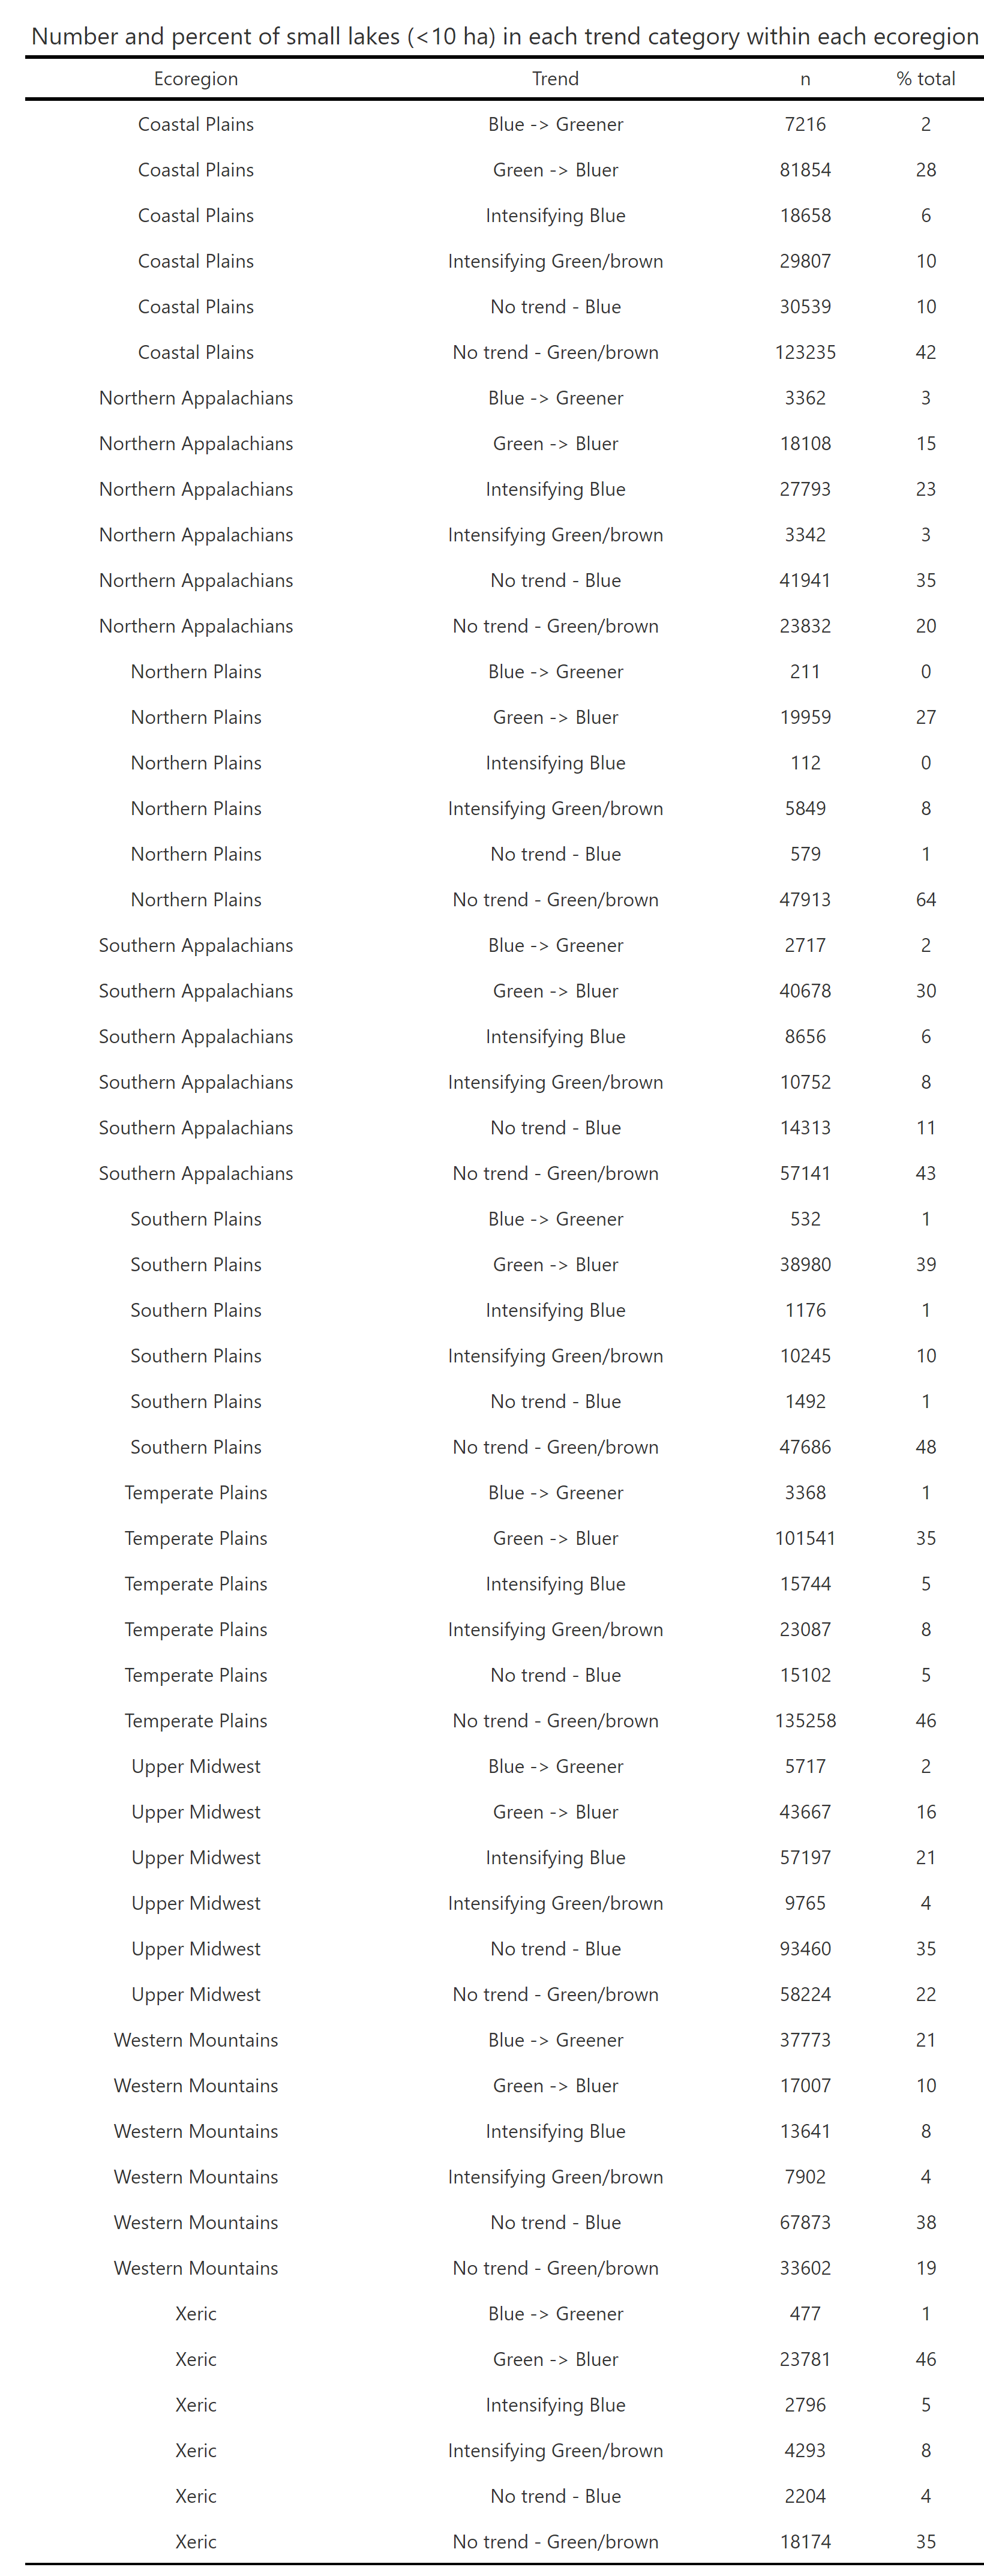 Number and percent of small lakes (<10 ha) in each trend category within each ecoregion
Ecoregion Trend n % total
Coastal Plains Blue -> Greener 7216 2
Coastal Plains Green -> Bluer 81854 28
Coastal Plains Intensifying Blue 18658 6
Coastal Plains Intensifying Green/brown 29807 10
Coastal Plains No trend - Blue 30539 10
Coastal Plains No trend - Green/brown 123235 42
Northern Appalachians Blue -> Greener 3362 3
Northern Appalachians Green -> Bluer 18108 15
Northern Appalachians Intensifying Blue 27793 23
Northern Appalachians Intensifying Green/brown 3342 3
Northern Appalachians No trend - Blue 41941 35
Northern Appalachians No trend - Green/brown 23832 20
Northern Plains Blue -> Greener 211 0
Northern Plains Green -> Bluer 19959 27
Northern Plains Intensifying Blue 112 0
Northern Plains Intensifying Green/brown 5849 8
Northern Plains No trend - Blue 579 1
Northern Plains No trend - Green/brown 47913 64
Southern Appalachians Blue -> Greener 2717 2
Southern Appalachians Green -> Bluer 40678 30
Southern Appalachians Intensifying Blue 8656 6
Southern Appalachians Intensifying Green/brown 10752 8
Southern Appalachians No trend - Blue 14313 11
Southern Appalachians No trend - Green/brown 57141 43
Southern Plains Blue -> Greener 532 1
Southern Plains Green -> Bluer 38980 39
Southern Plains Intensifying Blue 1176 1
Southern Plains Intensifying Green/brown 10245 10
Southern Plains No trend - Blue 1492 1
Southern Plains No trend - Green/brown 47686 48
Temperate Plains Blue -> Greener 3368 1
Temperate Plains Green -> Bluer 101541 35
Temperate Plains Intensifying Blue 15744 5
Temperate Plains Intensifying Green/brown 23087 8
Temperate Plains No trend - Blue 15102 5
Temperate Plains No trend - Green/brown 135258 46
Upper Midwest Blue -> Greener 5717 2
Upper Midwest Green -> Bluer 43667 16
Upper Midwest Intensifying Blue 57197 21
Upper Midwest Intensifying Green/brown 9765 4
Upper Midwest No trend - Blue 93460 35
Upper Midwest No trend - Green/brown 58224 22
Western Mountains Blue -> Greener 37773 21
Western Mountains Green -> Bluer 17007 10
Western Mountains Intensifying Blue 13641 8
Western Mountains Intensifying Green/brown 7902 4
Western Mountains No trend - Blue 67873 38
Western Mountains No trend - Green/brown 33602 19
Xeric Blue -> Greener 477 1
Xeric Green -> Bluer 23781 46
Xeric Intensifying Blue 2796 5
Xeric Intensifying Green/brown 4293 8
Xeric No trend - Blue 2204 4
Xeric No trend - Green/brown 18174 35